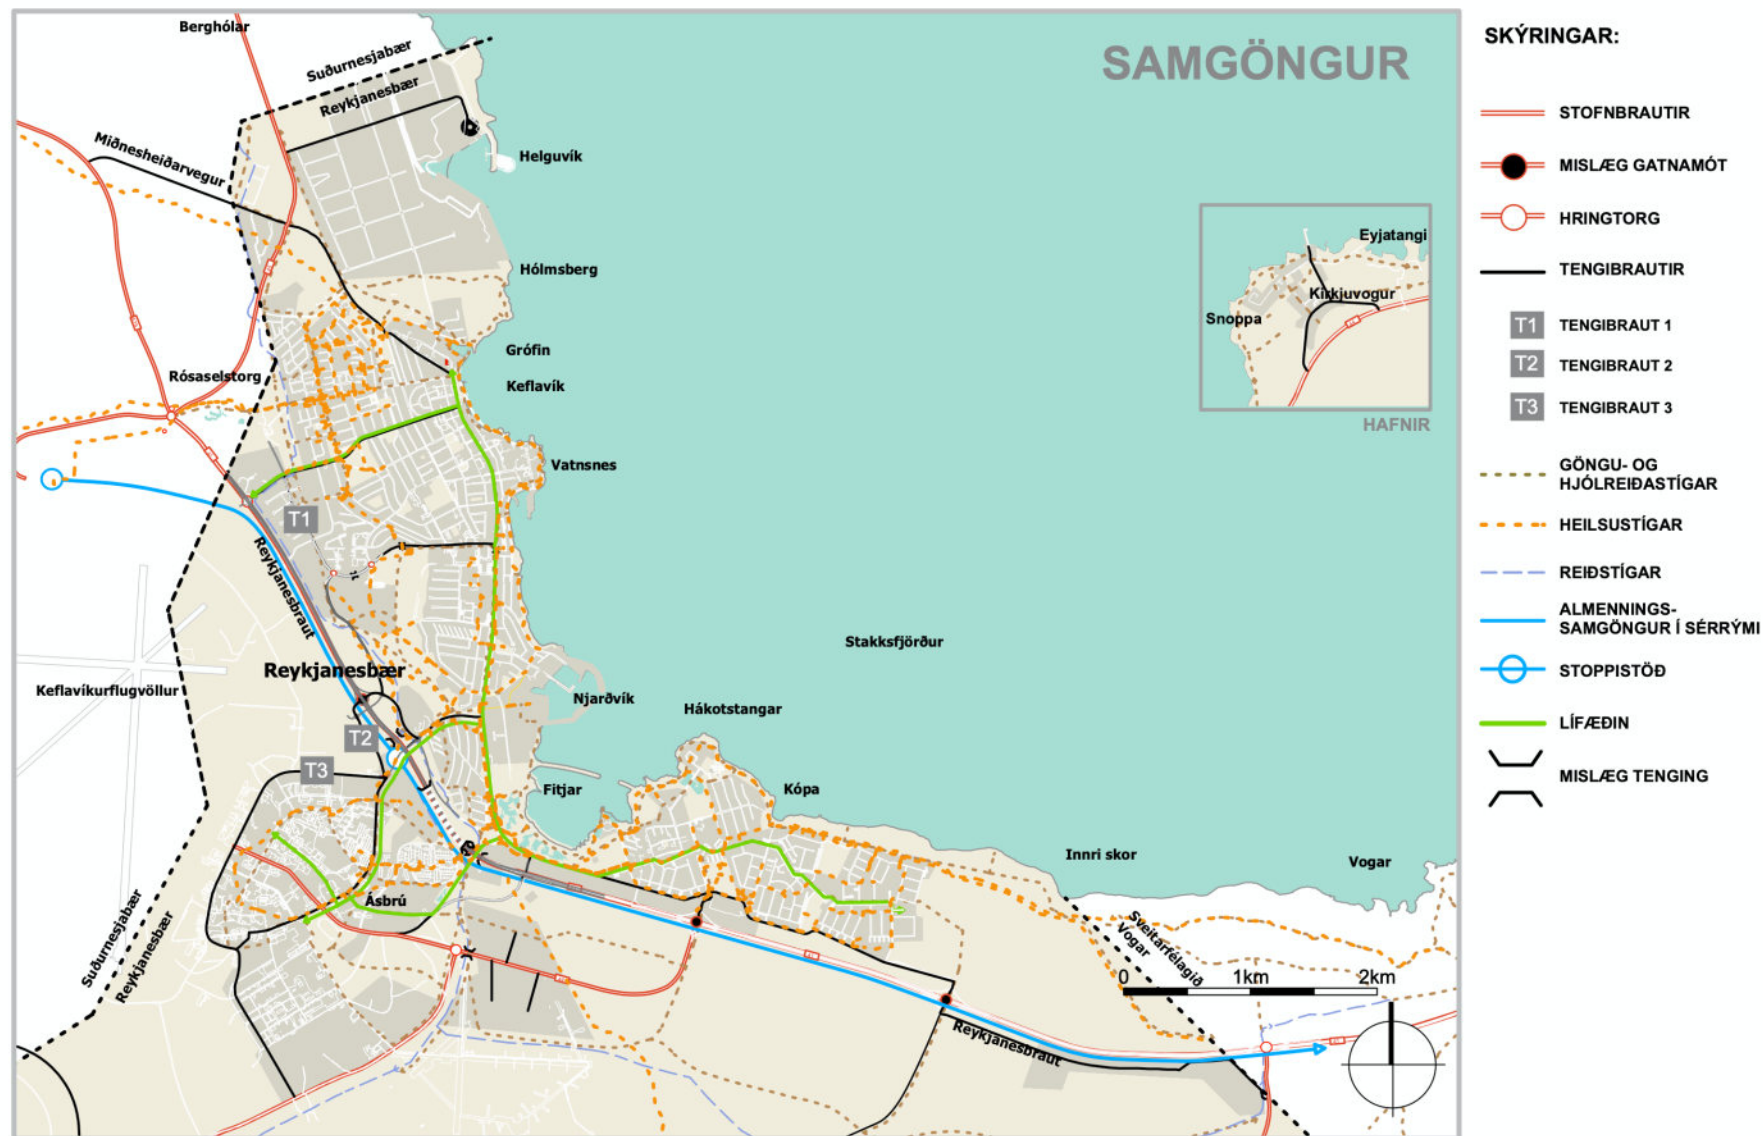 Berghólar
SAMGÖNGUR
SKÝRINGAR:
Suðurnesjabær
Reykjanesbær
STOFNBRAUTIR
Miðnesheiðarvegur
Helguvík
MISLÆG GATNAMÓT
HRINGTORG
Eyjatangi
Hólmsberg
TENGIBRAUTIR
Kirkjuvogur
Snoppa
T1 TENGIBRAUT 1
Grófin
T2 TENGIBRAUT 2
Rósaselstorg
Keflavík
T3 TENGIBRAUT 3
HAFNIR
Vatnsnes
GÖNGU- OG
HJÓLREIÐASTÍGAR
T1
HEILSUSTÍGAR
Reykjanesbraut
REIÐSTÍGAR
ALMENNINGS-
SAMGÖNGUR Í SÉRRÝMI
Stakksfjörður
Reykjanesbær
STOPPISTÖÐ
Keflavíkurflugvöllur
Njarðvík
Hákotstangar
LÍFÆÐIN
T2
T3
MISLÆG TENGING
Fitjar
Kópa
Innri skor
Vogar
Ásbrú
Suðurnesjabær
Reykjanesbær
Sveitarfélagið
Vogar
0 1km 2km
Reykjanesbraut